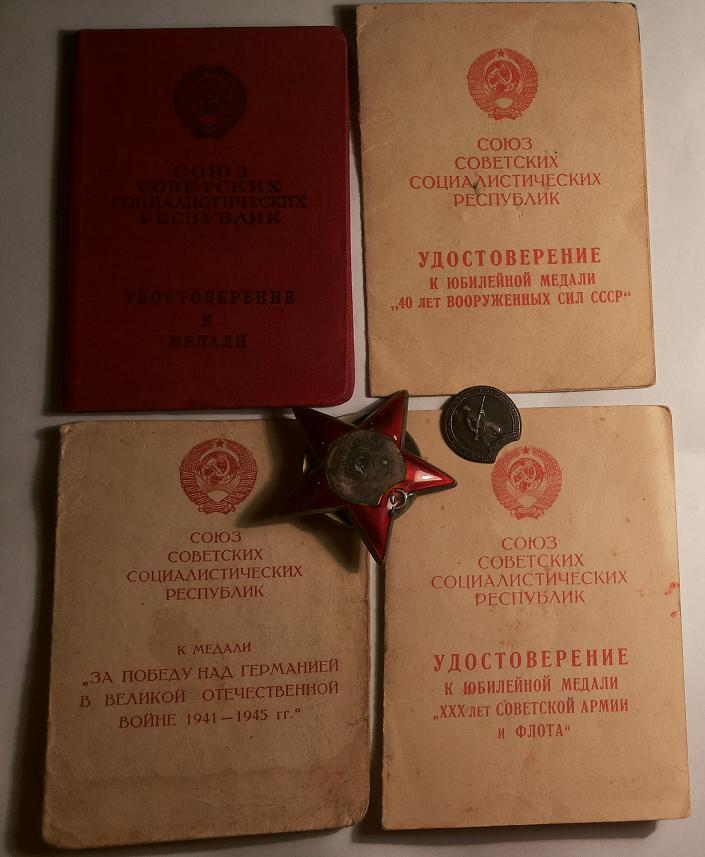 СОЮЗ
СОВЕТСКИХ
СОЦИАЛИСТИЧЕСКИХ
РЕСПУБЛИК
УДОСТОВЕРЕНИЕ
К
МЕДАЛИ
СОЮЗ
СОВЕТСКИХ
СОЦИАЛИСТИЧЕСКИХ
РЕСПУБЛИК
УДОСТОВЕРЕНИЕ
К ЮБИЛЕЙНОЙ МЕДАЛИ
„40 ЛЕТ ВООРУЖЕННЫХ СИЛ СССР“
СОЮЗ
СОВЕТСКИХ
СОЦИАЛИСТИЧЕСКИХ
РЕСПУБЛИК
К МЕДАЛИ
„ЗА ПОБЕДУ НАД ГЕРМАНИЕЙ
В ВЕЛИКОЙ ОТЕЧЕСТВЕННОЙ
ВОЙНЕ 1941—1945 гг.“
СОЮЗ
СОВЕТСКИХ
СОЦИАЛИСТИЧЕСКИХ
РЕСПУБЛИК
УДОСТОВЕРЕНИЕ
К ЮБИЛЕЙНОЙ МЕДАЛИ
„XXX ЛЕТ СОВЕТСКОЙ АРМИИ
И ФЛОТА“